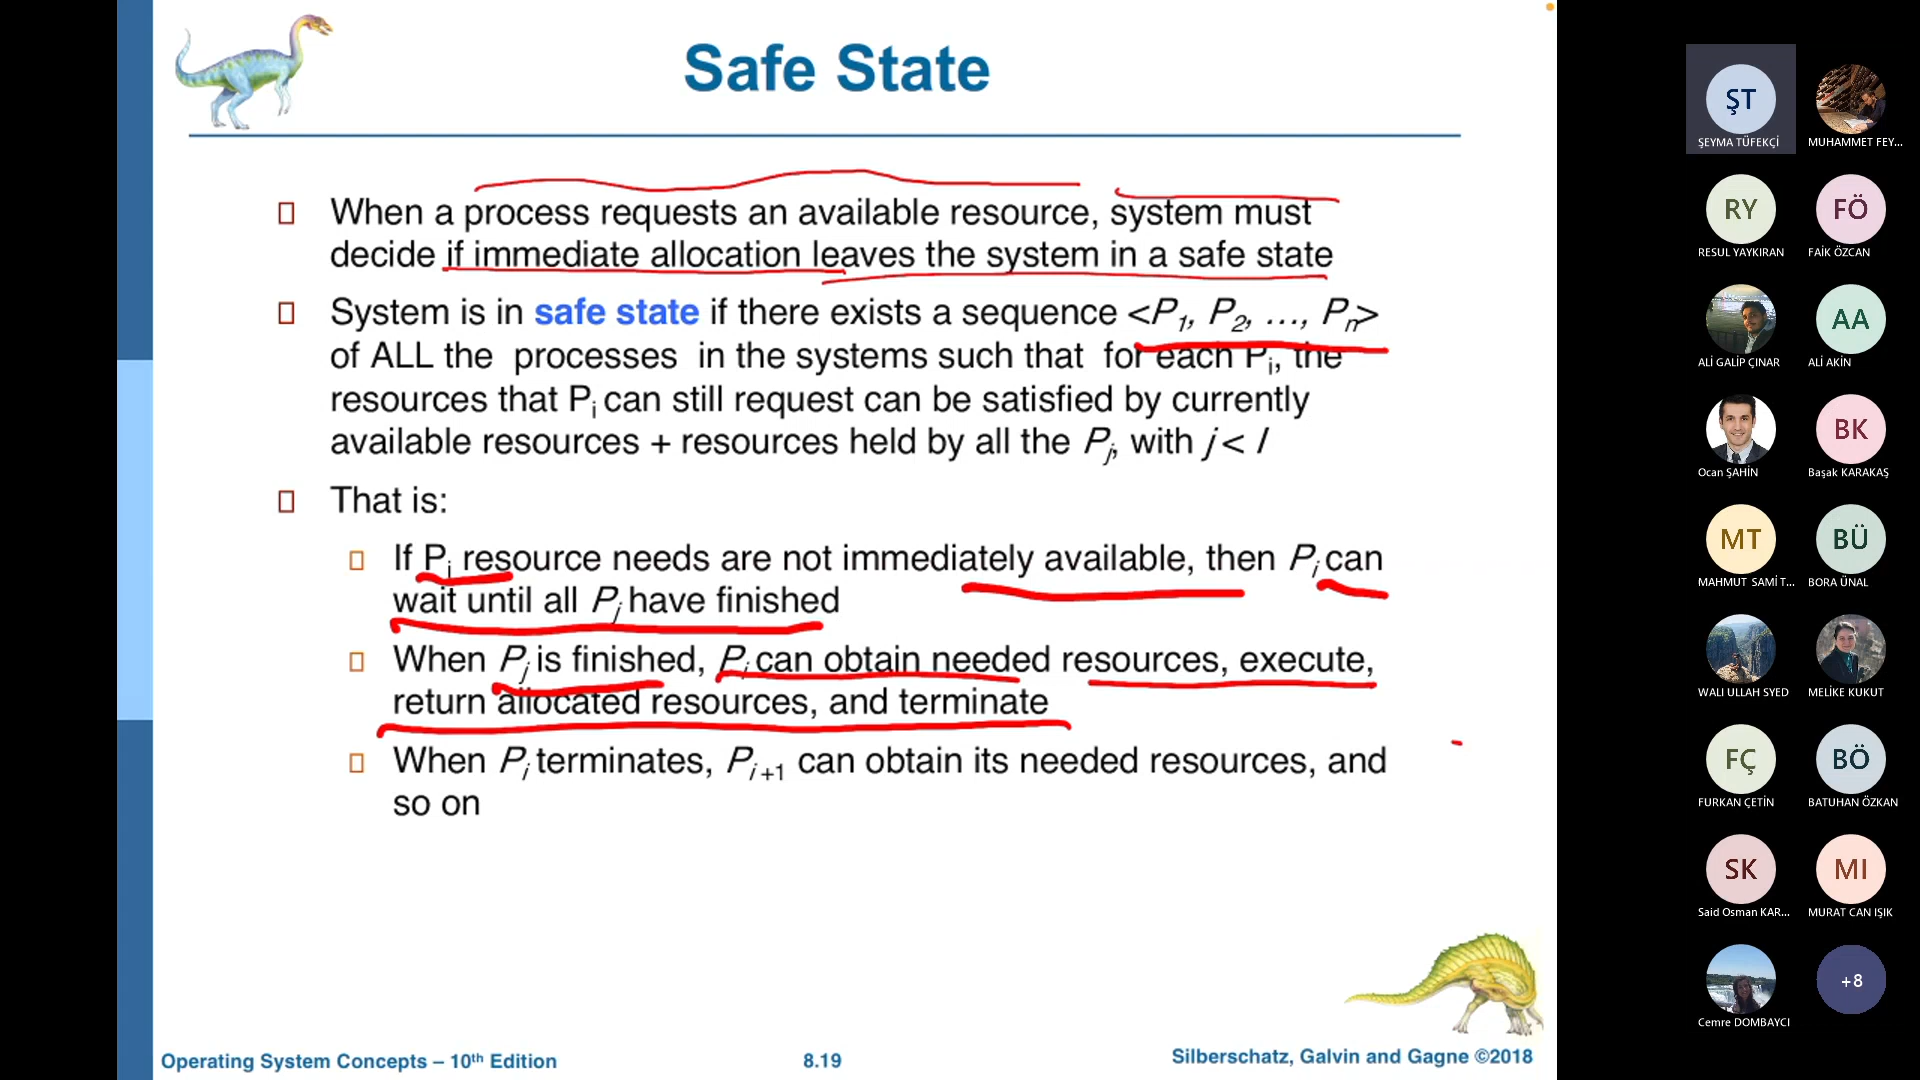 Safe State
When a process requests an available resource, system must
decide if immediate allocation leaves the system in a safe state
System is in safe state if there exists a sequence <P1, P2, …, Pn>
of ALL the processes in the systems such that for each Pi, the
resources that Pi can still request can be satisfied by currently
available resources + resources held by all the Pj, with j < I
That is:
If Pi resource needs are not immediately available, then Pi can
wait until all Pj have finished
When Pj is finished, Pi can obtain needed resources, execute,
return allocated resources, and terminate
When Pi terminates, Pi +1 can obtain its needed resources, and
so on
Operating System Concepts – 10th Edition
8.19
Silberschatz, Galvin and Gagne ©2018
ŞT
ŞEYMA TÜFEKÇİ
MUHAMMET FEY...
RY
RESUL YAYKIRAN
FÖ
FAİK ÖZCAN
ALİ GALİP ÇINAR
AA
ALİ AKİN
Ocan ŞAHİN
BK
Başak KARAKAŞ
MT
MAHMUT SAMİ T...
BÜ
BORA ÜNAL
WALI ULLAH SYED
MELİKE KUKUT
FÇ
FURKAN ÇETİN
BÖ
BATUHAN ÖZKAN
SK
Said Osman KAR...
MI
MURAT CAN IŞIK
Cemre DOMBAYCI
+8